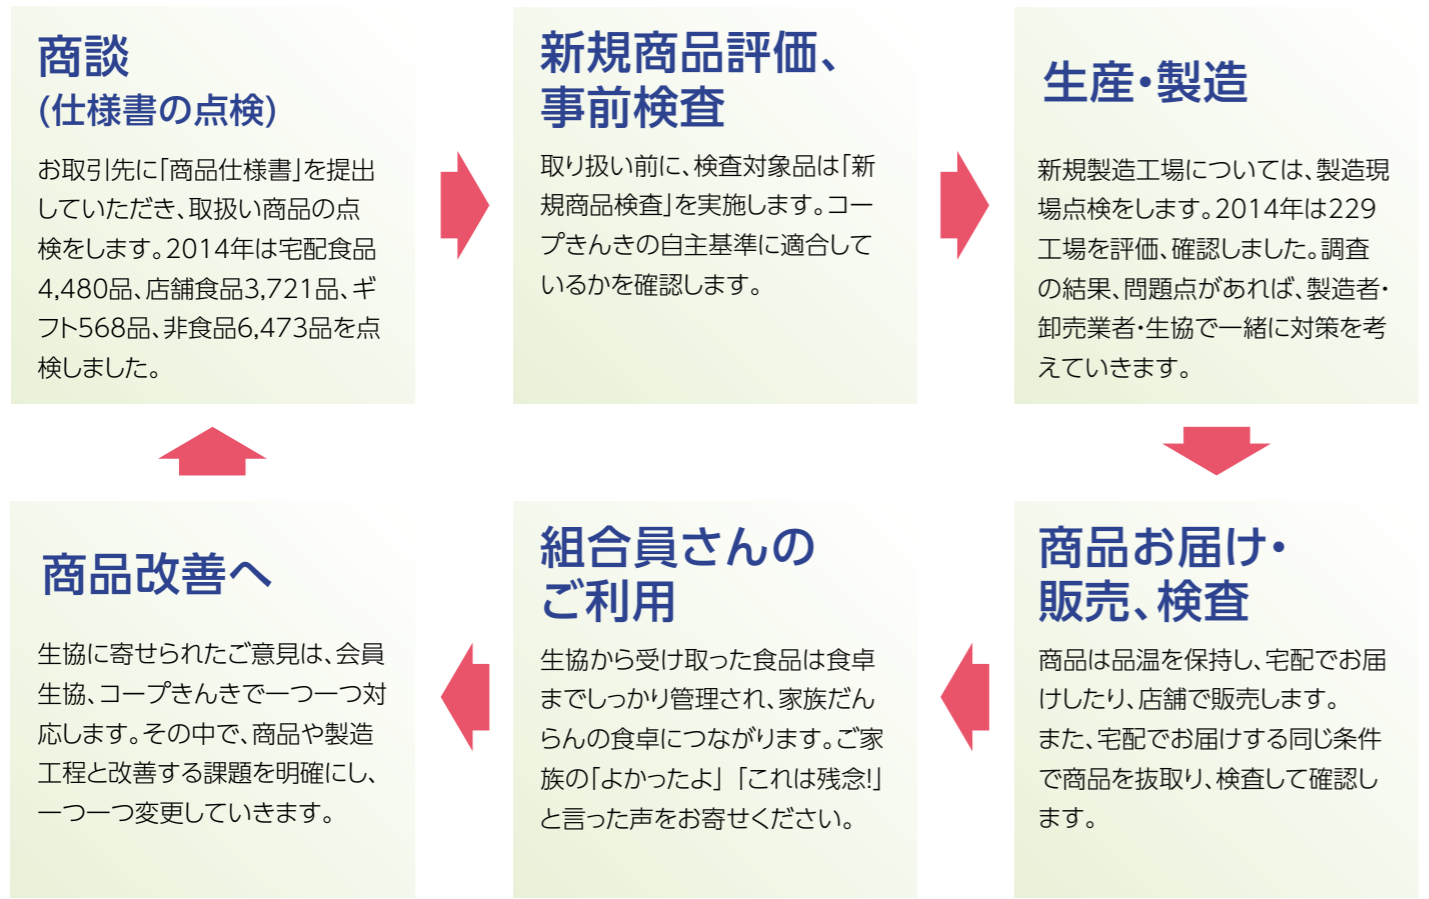 商談
(仕様書の点検)
お取引先に「商品仕様書」を提出
していただき、取扱い商品の点
検をします。2014年は宅配食品
4,480品、店舗食品3,721品、ギ
フト568品、非食品6,473品を点
検しました。
新規商品評価、
事前検査
取り扱い前に、検査対象品は「新
規商品検査」を実施します。コー
プきんきの自主基準に適合して
いるかを確認します。
生産・製造
新規製造工場については、製造現
場点検をします。2014年は229
工場を評価、確認しました。調査
の結果、問題点があれば、製造者・
卸売業者・生協で一緒に対策を考
えていきます。
商品お届け・
販売、検査
商品は品温を保持し、宅配でお届
けしたり、店舗で販売します。
また、宅配でお届けする同じ条件
で商品を抜取り、検査して確認し
ます。
組合員さんの
ご利用
生協から受け取った食品は食卓
までしっかり管理され、家族だん
らんの食卓につながります。ご家
族の「よかったよ」「これは残念!」
と言った声をお寄せください。
商品改善へ
生協に寄せられたご意見は、会員
生協、コープきんきで一つ一つ対
応します。その中で、商品や製造
工程と改善する課題を明確にし、
一つ一つ変更していきます。